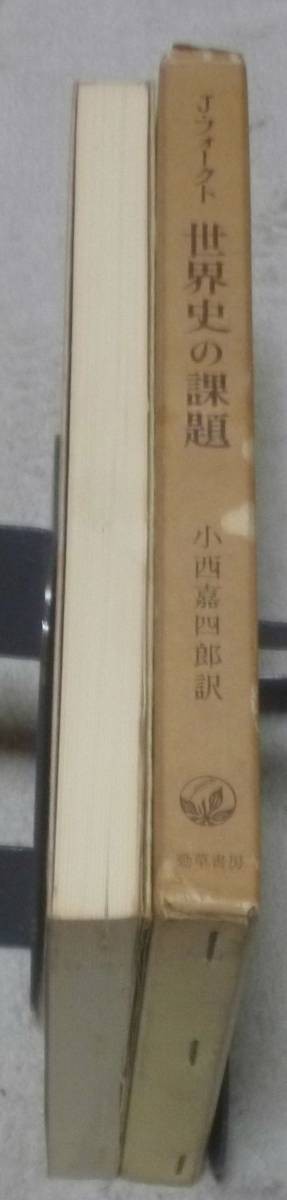 J・フォークト
世界史の課題
小西嘉四郎訳
勁草書房